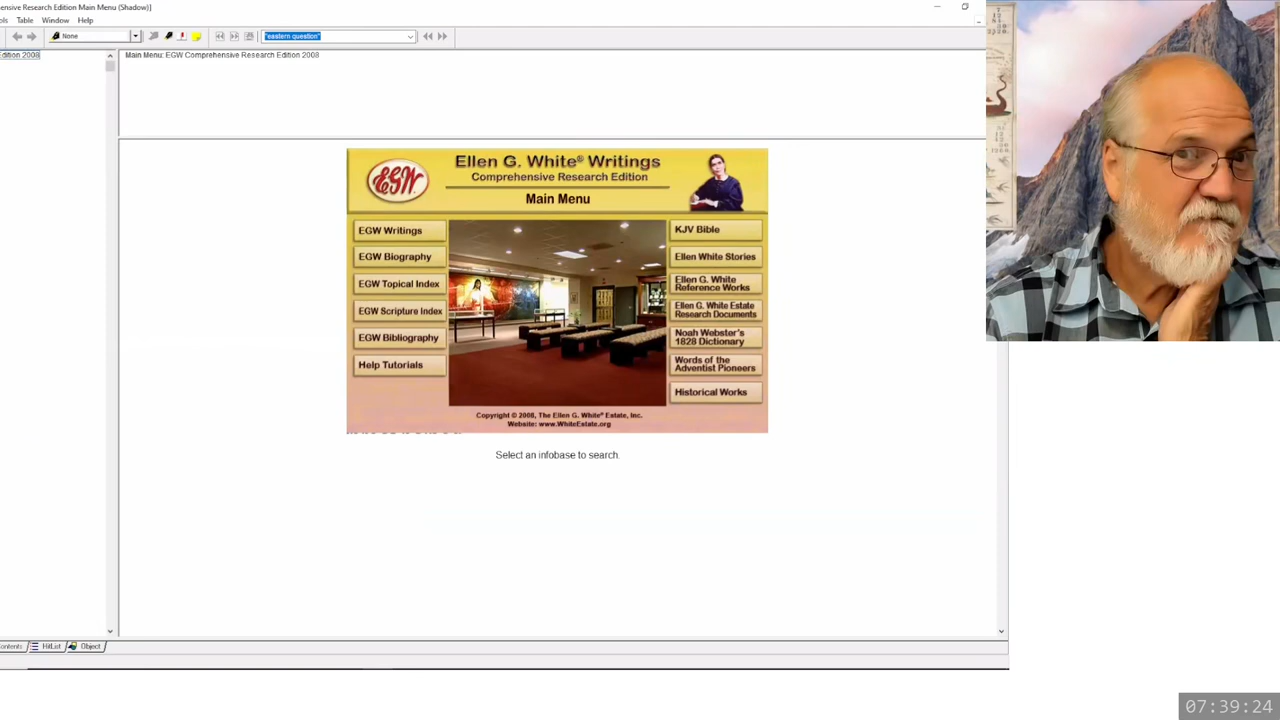 ensive Research Edition Main Menu (Shadow)]
ols Table Window Help
None
"eastern question"
Edition 2008
Main Menu: EGW Comprehensive Research Edition 2008
EGW
Ellen G. White® Writings
Comprehensive Research Edition
Main Menu
EGW Writings
EGW Biography
EGW Topical Index
EGW Scripture Index
EGW Bibliography
Help Tutorials
KJV Bible
Ellen White Stories
Ellen G. White
Reference Works
Ellen G. White Estate
Research Documents
Noah Webster's
1828 Dictionary
Words of the
Adventist Pioneers
Historical Works
Copyright © 2008, The Ellen G. White® Estate, Inc.
Website: www.WhiteEstate.org
Select an infobase to search.
ontents HitList Object
07:39:24